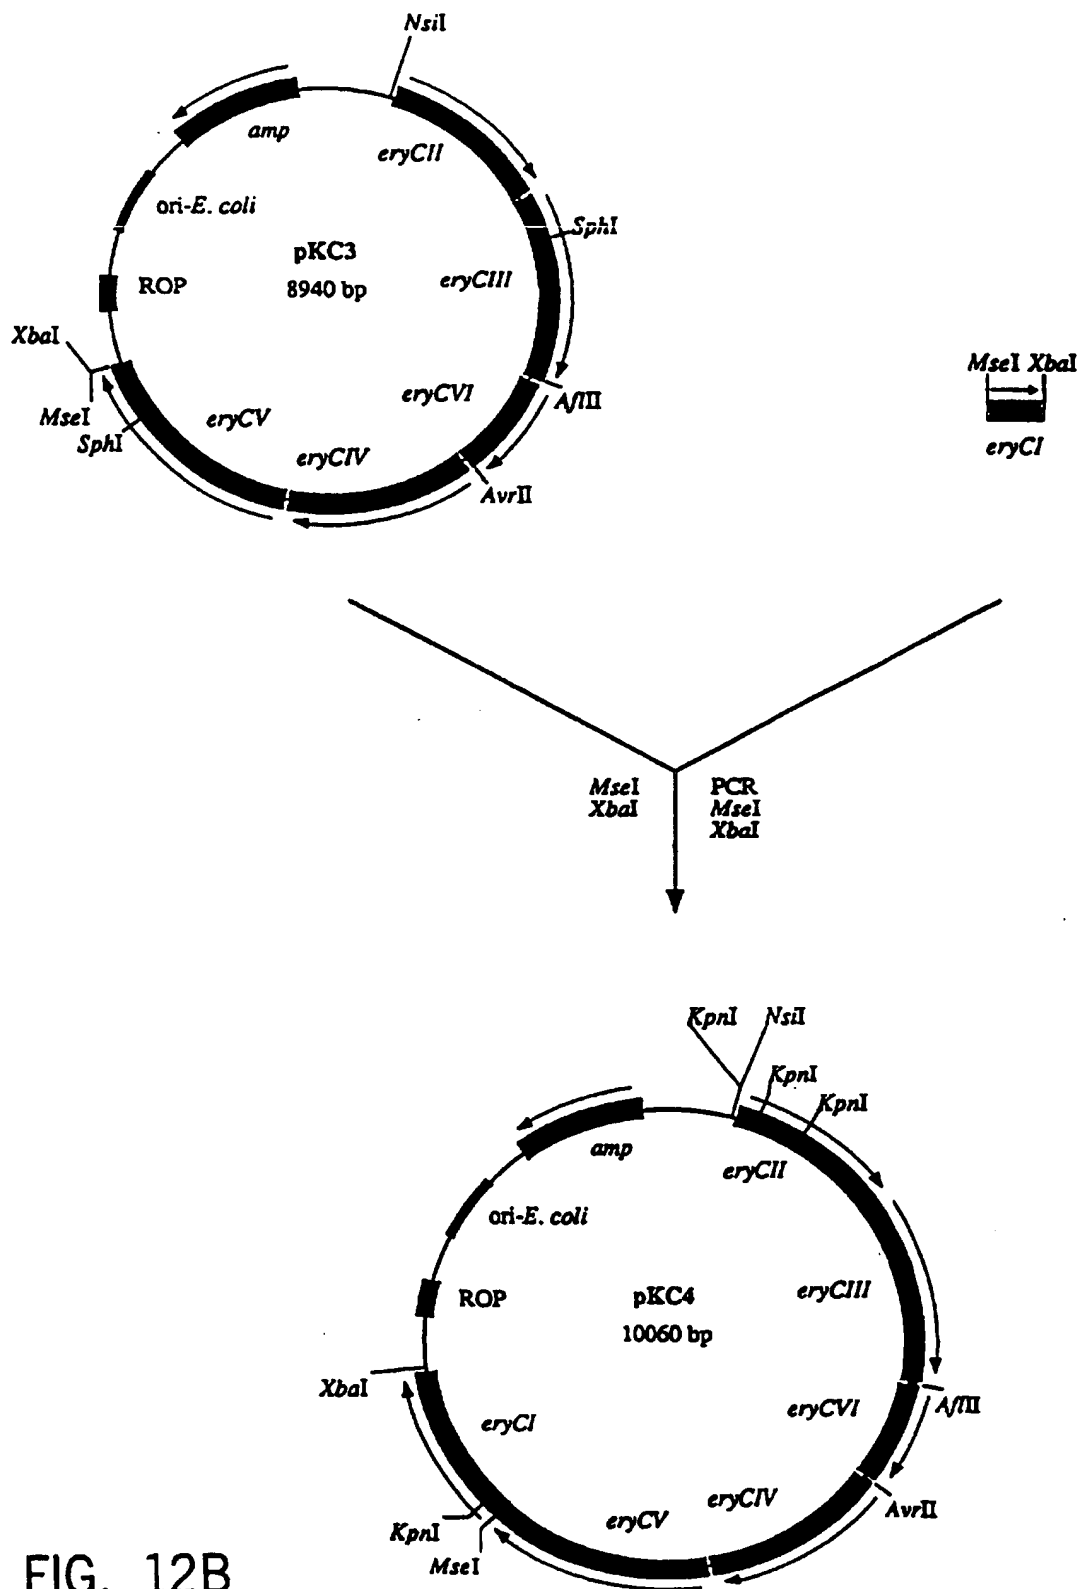 NsiI
amp
eryCII
ori-E. coli
SphI
pKC3
ROP
8940 bp
eryCIII
XbaI
MseI XbaI
eryCVI
AflII
MseI
eryCV
SphI
eryCIV
eryCI
AvrII
MseI
XbaI
PCR
MseI
XbaI
KpnI
NsiI
KpnI
KpnI
amp
eryCII
ori-E. coli
eryCIII
ROP
pKC4
10060 bp
XbaI
eryCVI
AflII
eryCI
eryCIV
AvrII
eryCV
KpnI
MseI
FIG. 12B